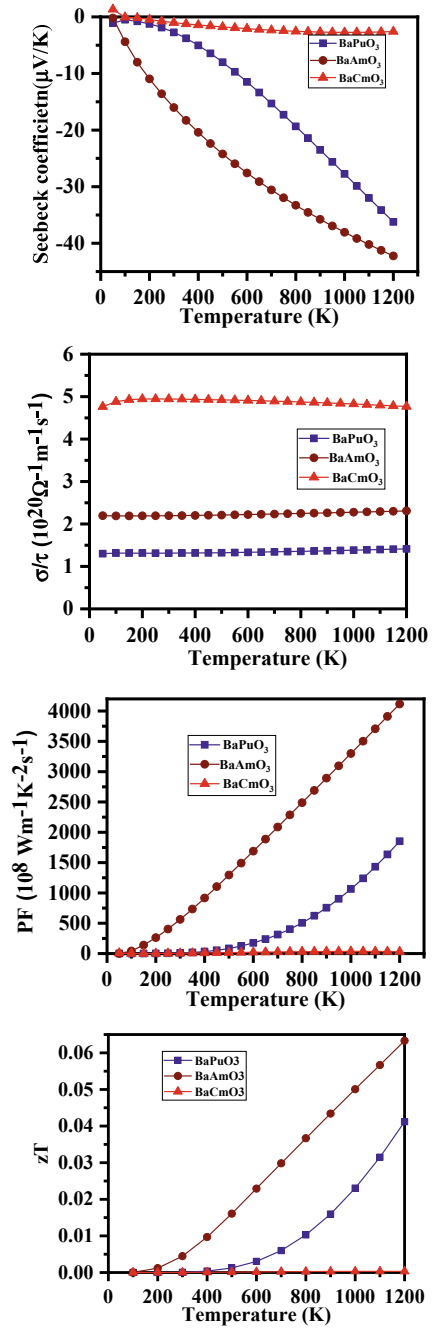 Seebeck coefficietn(μV/K)
0
-10
-20
-30
-40
BaPuO₃
BaAmO₃
BaCmO₃
0 200 400 600 800 1000 1200
Temperature (K)
σ/τ (10²⁰Ω-1m-1s-1)
6
5
4
3
2
1
0
BaPuO₃
BaAmO₃
BaCmO₃
0 200 400 600 800 1000 1200
Temperature (K)
PF (10⁸ Wm-1K-2s-1)
4000
3500
3000
2500
2000
1500
1000
500
0
BaPuO₃
BaAmO₃
BaCmO₃
0 200 400 600 800 1000 1200
Temperature (K)
zT
0.06
0.05
0.04
0.03
0.02
0.01
0.00
BaPuO3
BaAmO3
BaCmO3
0 200 400 600 800 1000 1200
Temperature (K)